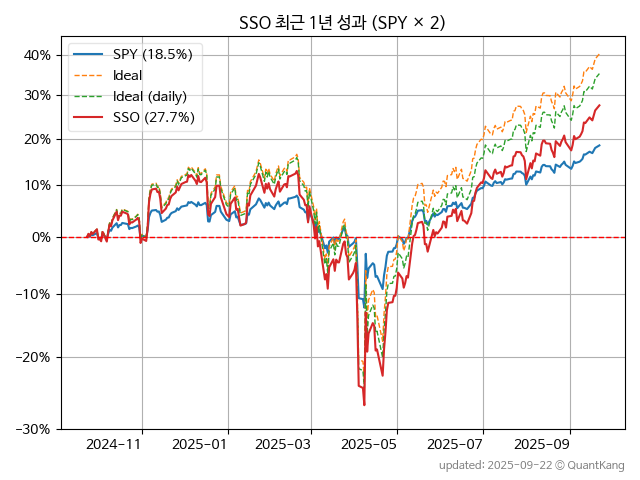 SSO 최근 1년 성과 (SPY × 2)
SPY (18.5%)
Ideal
Ideal (daily)
SSO (27.7%)
40%
30%
20%
10%
0%
−10%
−20%
−30%
2024-11
2025-01
2025-03
2025-05
2025-07
2025-09
updated: 2025-09-22 © QuantKang